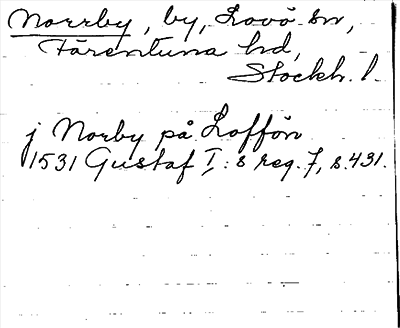 Norrby, by, Lovö sn,
Färentuna hd,
Stockh. l.
j Norby på Loffön
1531 Gustaf I:s reg. 7, s. 431.